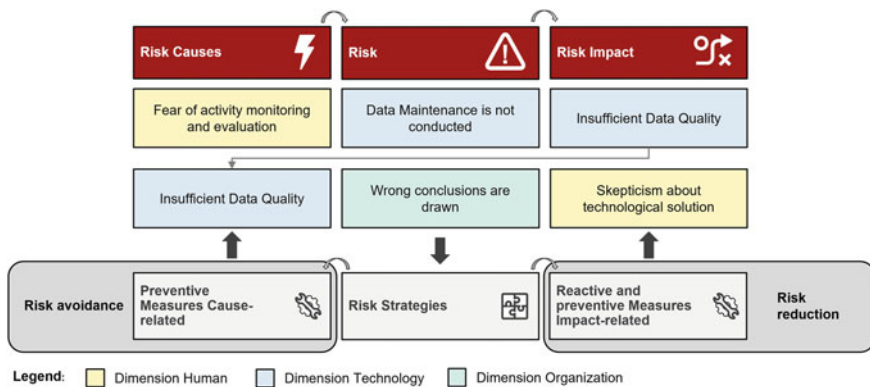 Risk Causes
Risk
Risk Impact
Fear of activity monitoring
and evaluation
Data Maintenance is not
conducted
Insufficient Data Quality
Insufficient Data Quality
Wrong conclusions are
drawn
Skepticism about
technological solution
Risk avoidance
Preventive
Measures Cause-
related
Risk Strategies
Reactive and
preventive Measures
Impact-related
Risk
reduction
Legend:
Dimension Human
Dimension Technology
Dimension Organization